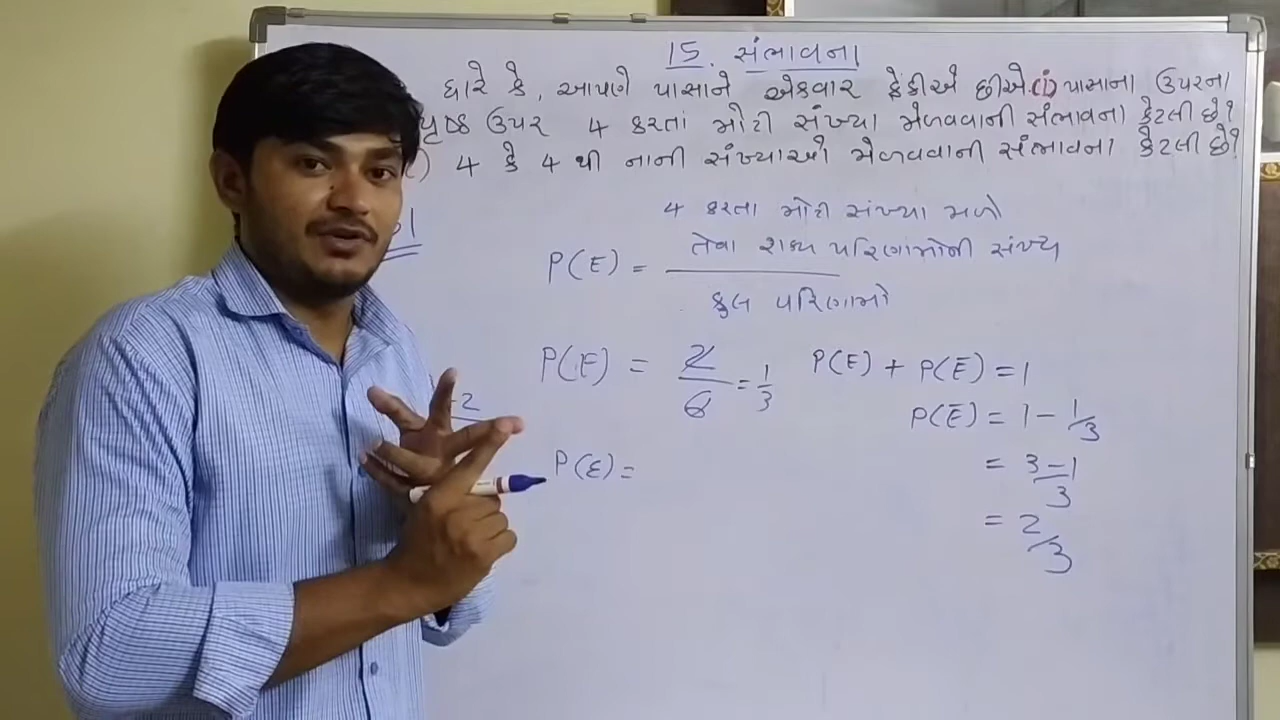 15. સંભાવના
ધારો કે, આપણે પાસાને એકવાર ફેંકીએ છીએ.(i) પાસાના ઉપરના
પૃષ્ઠ ઉપર 4 કરતાં મોટી સંખ્યા મેળવવાની સંભાવના કેટલી છે?
) 4 કે 4 થી નાની સંખ્યાઓ મેળવવાની સંભાવના કેટલી છે?
4 કરતા મોટી સંખ્યા મળે
તેવા શક્ય પરિણામોની સંખ્ય
P(E) =
કુલ પરિણામો
P(E) = 2/6 = 1/3
P(E) + P(E̅) = 1
P(E̅) = 1 - 1/3
= 3-1/3
= 2/3
-2
P(E) =